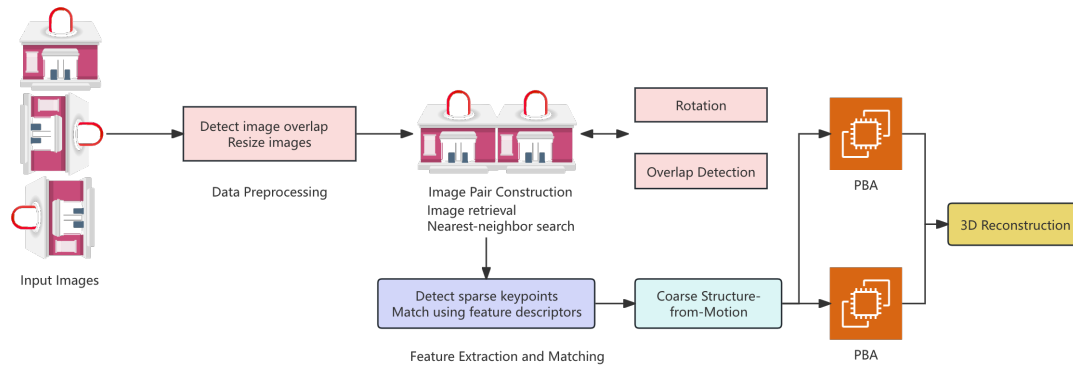 Input Images
Detect image overlap
Resize images
Data Preprocessing
Image Pair Construction
Image retrieval
Nearest-neighbor search
Rotation
Overlap Detection
Detect sparse keypoints
Match using feature descriptors
Feature Extraction and Matching
Coarse Structure-
from-Motion
PBA
PBA
3D Reconstruction